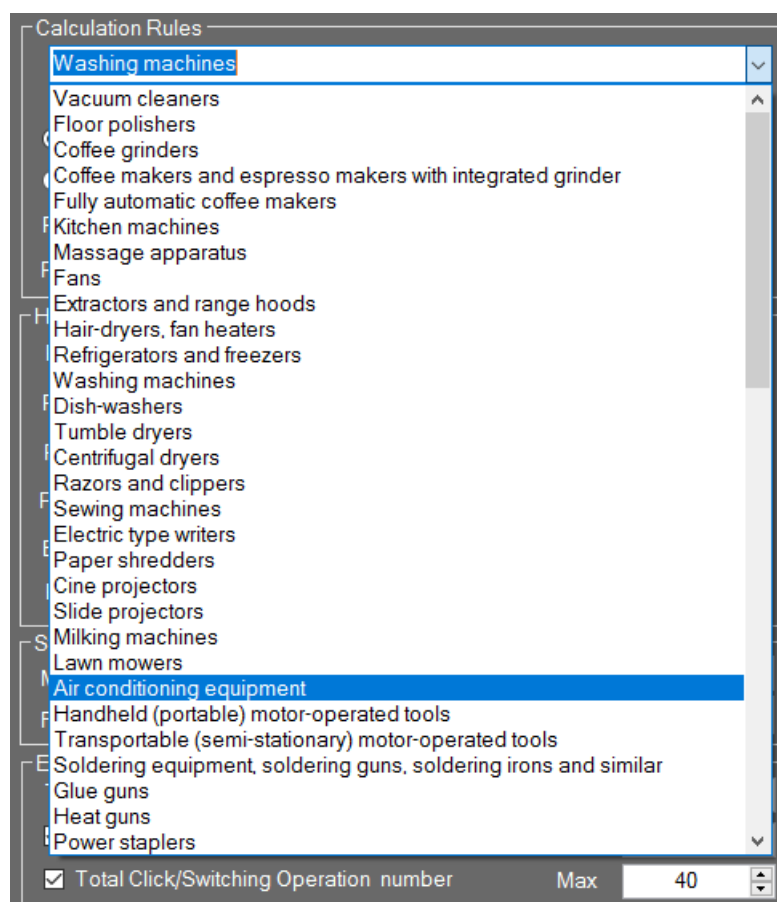 Calculation Rules
Washing machines
Vacuum cleaners
Floor polishers
Coffee grinders
Coffee makers and espresso makers with integrated grinder
Fully automatic coffee makers
Kitchen machines
Massage apparatus
Fans
Extractors and range hoods
Hair-dryers, fan heaters
Refrigerators and freezers
Washing machines
Dish-washers
Tumble dryers
Centrifugal dryers
Razors and clippers
Sewing machines
Electric type writers
Paper shredders
Cine projectors
Slide projectors
Milking machines
Lawn mowers
Air conditioning equipment
Handheld (portable) motor-operated tools
Transportable (semi-stationary) motor-operated tools
Soldering equipment, soldering guns, soldering irons and similar
Glue guns
Heat guns
Power staplers
Total Click/Switching Operation number Max 40